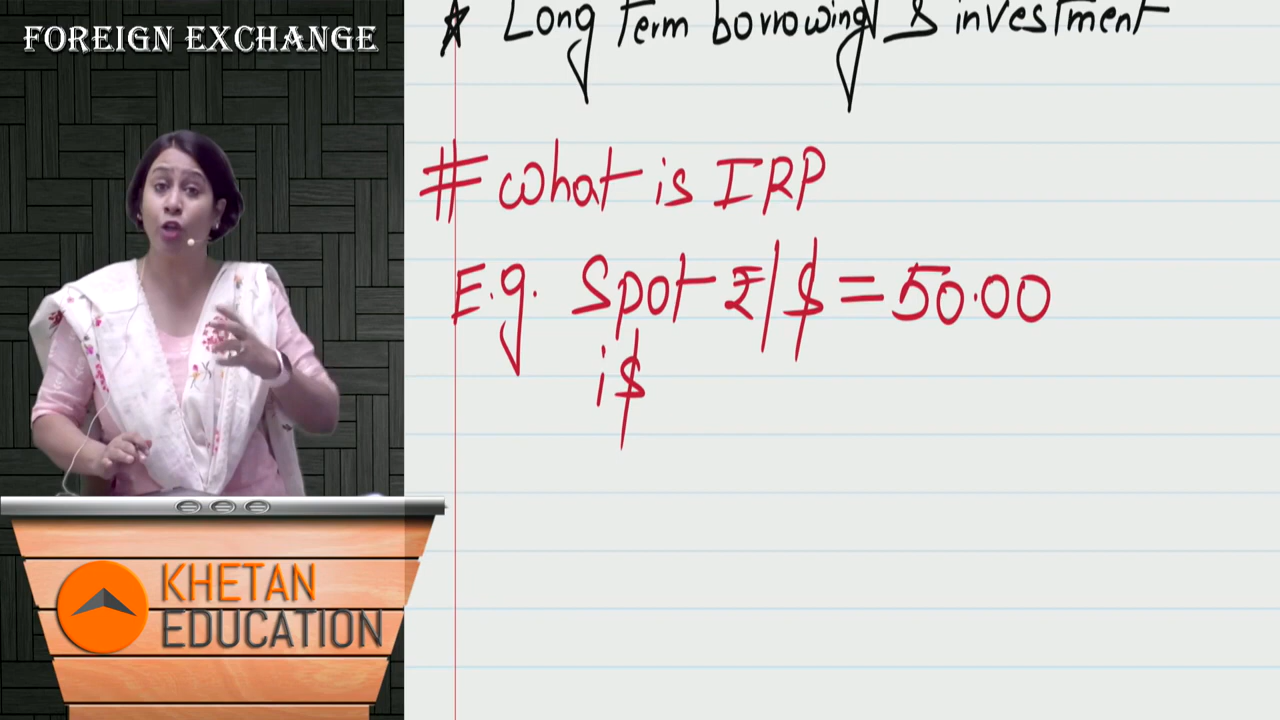 FOREIGN EXCHANGE
* Long Term borrowing & investment
# What is IRP
E.g. Spot ₹/$ = 50.00
i$
KHETAN
EDUCATION